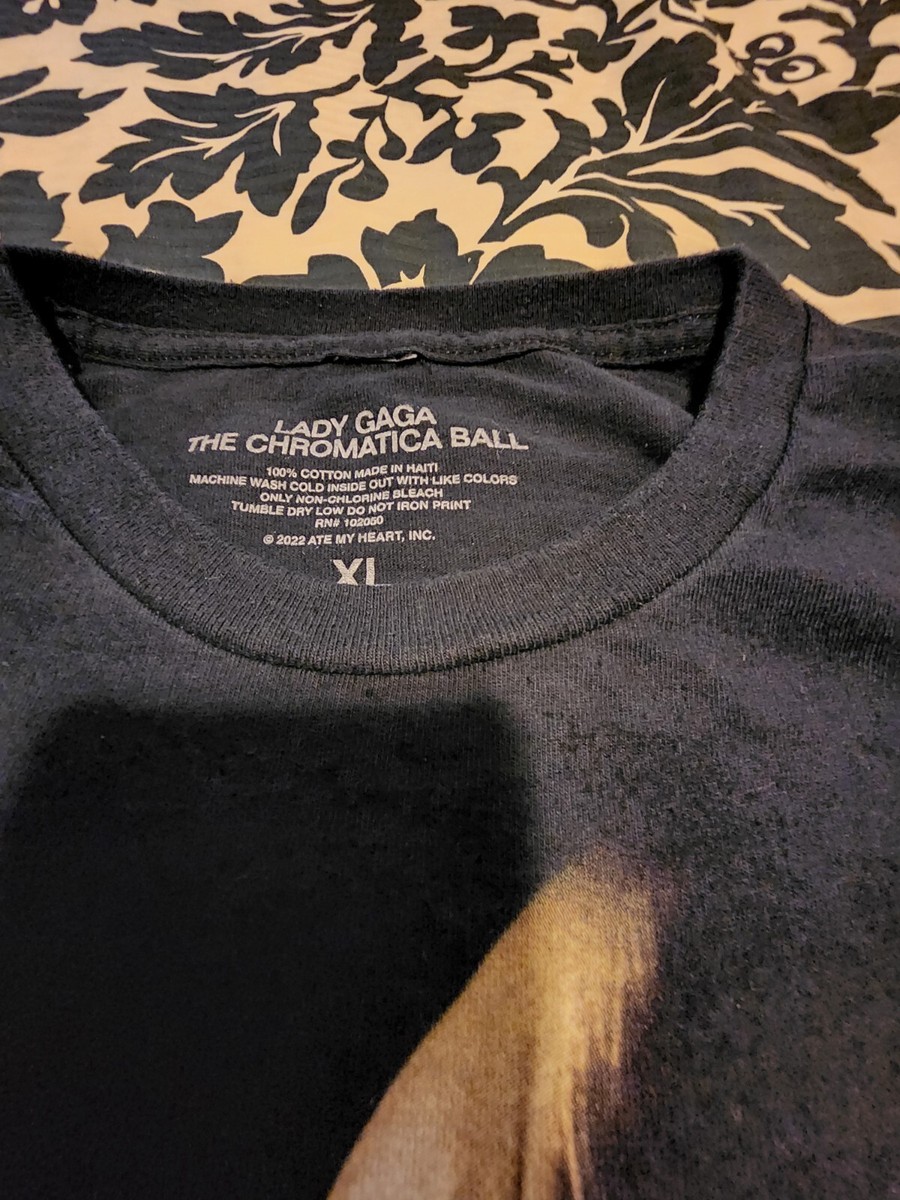 LADY GAGA
THE CHROMATICA BALL
100% COTTON MADE IN HAITI
MACHINE WASH COLD INSIDE OUT WITH LIKE COLORS
ONLY NON-CHLORINE BLEACH
TUMBLE DRY LOW DO NOT IRON PRINT
RN# 102050
© 2022 ATE MY HEART, INC.
XL